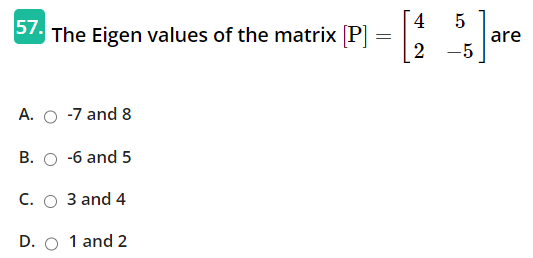 57. The Eigen values of the matrix [P] = [4 5
2 -5] are
A. -7 and 8
B. -6 and 5
C. 3 and 4
D. 1 and 2